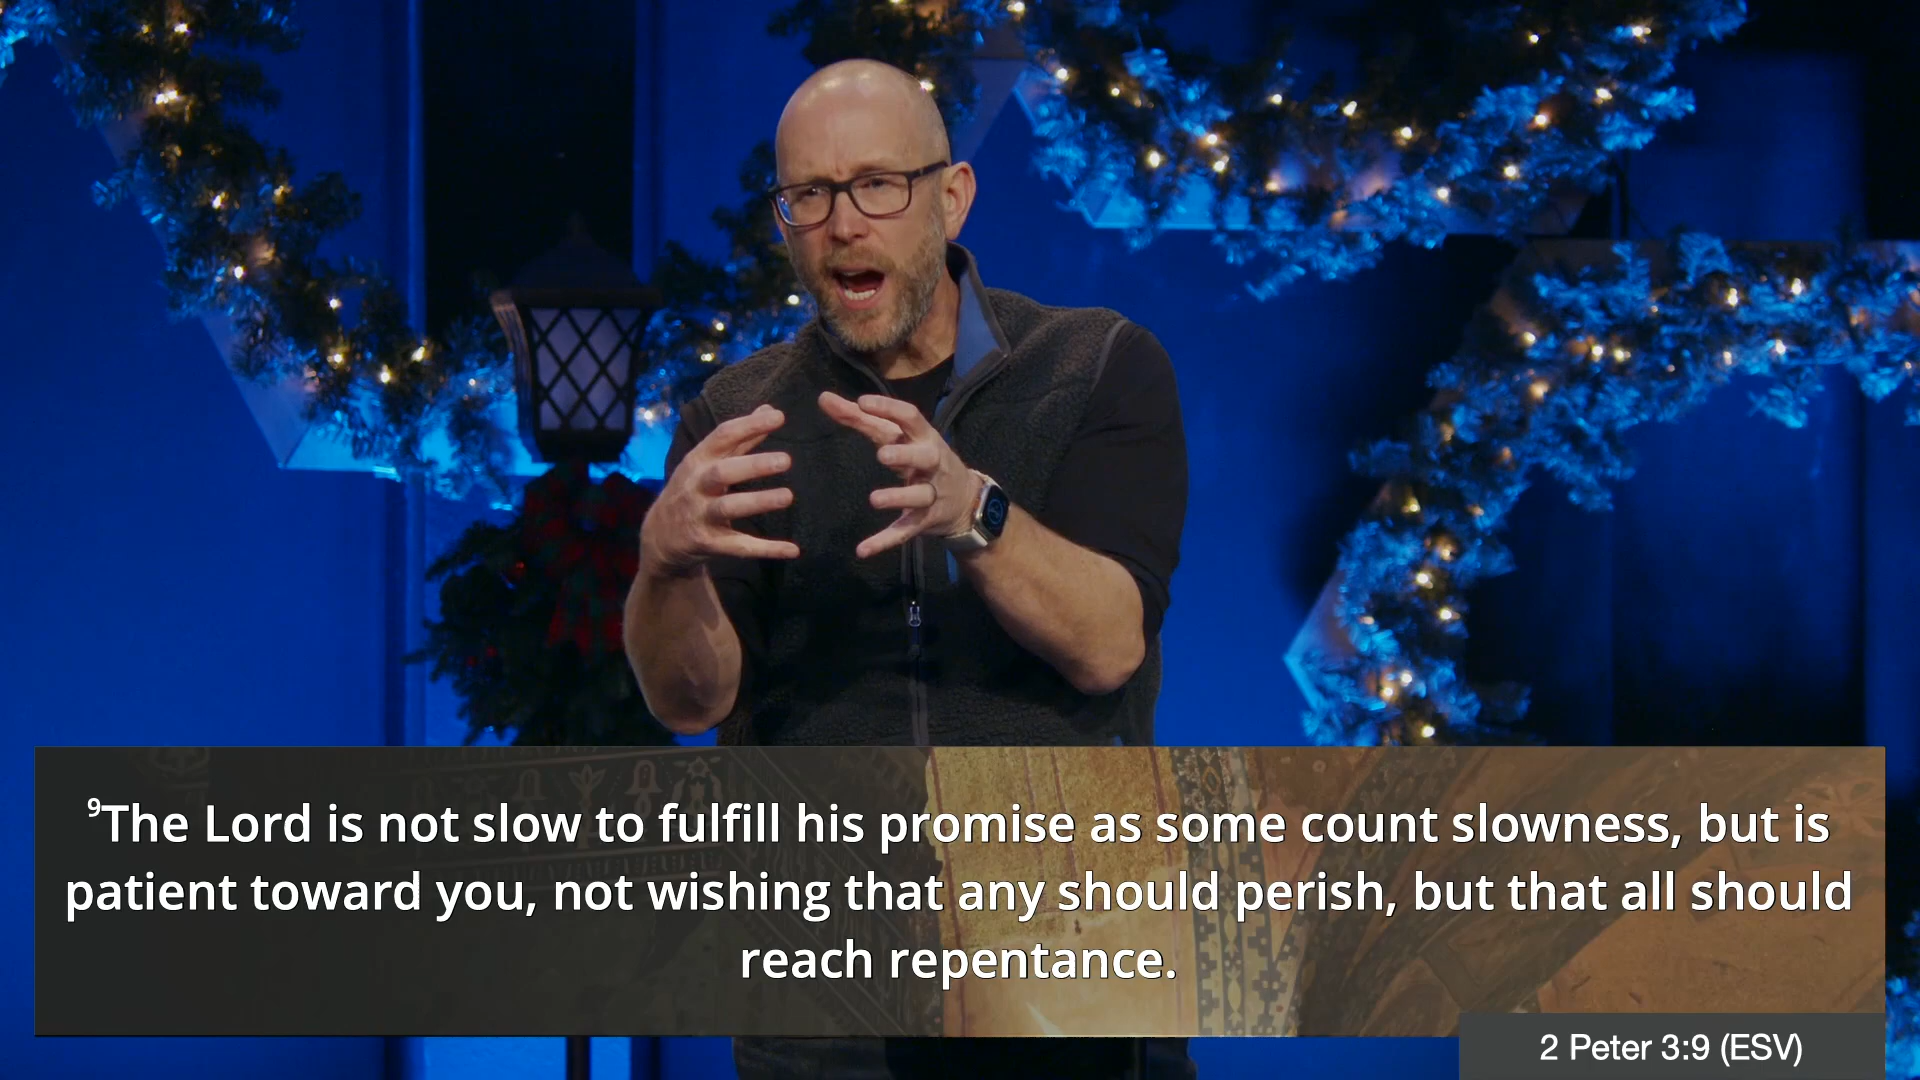 ⁹The Lord is not slow to fulfill his promise as some count slowness, but is
patient toward you, not wishing that any should perish, but that all should
reach repentance.
2 Peter 3:9 (ESV)